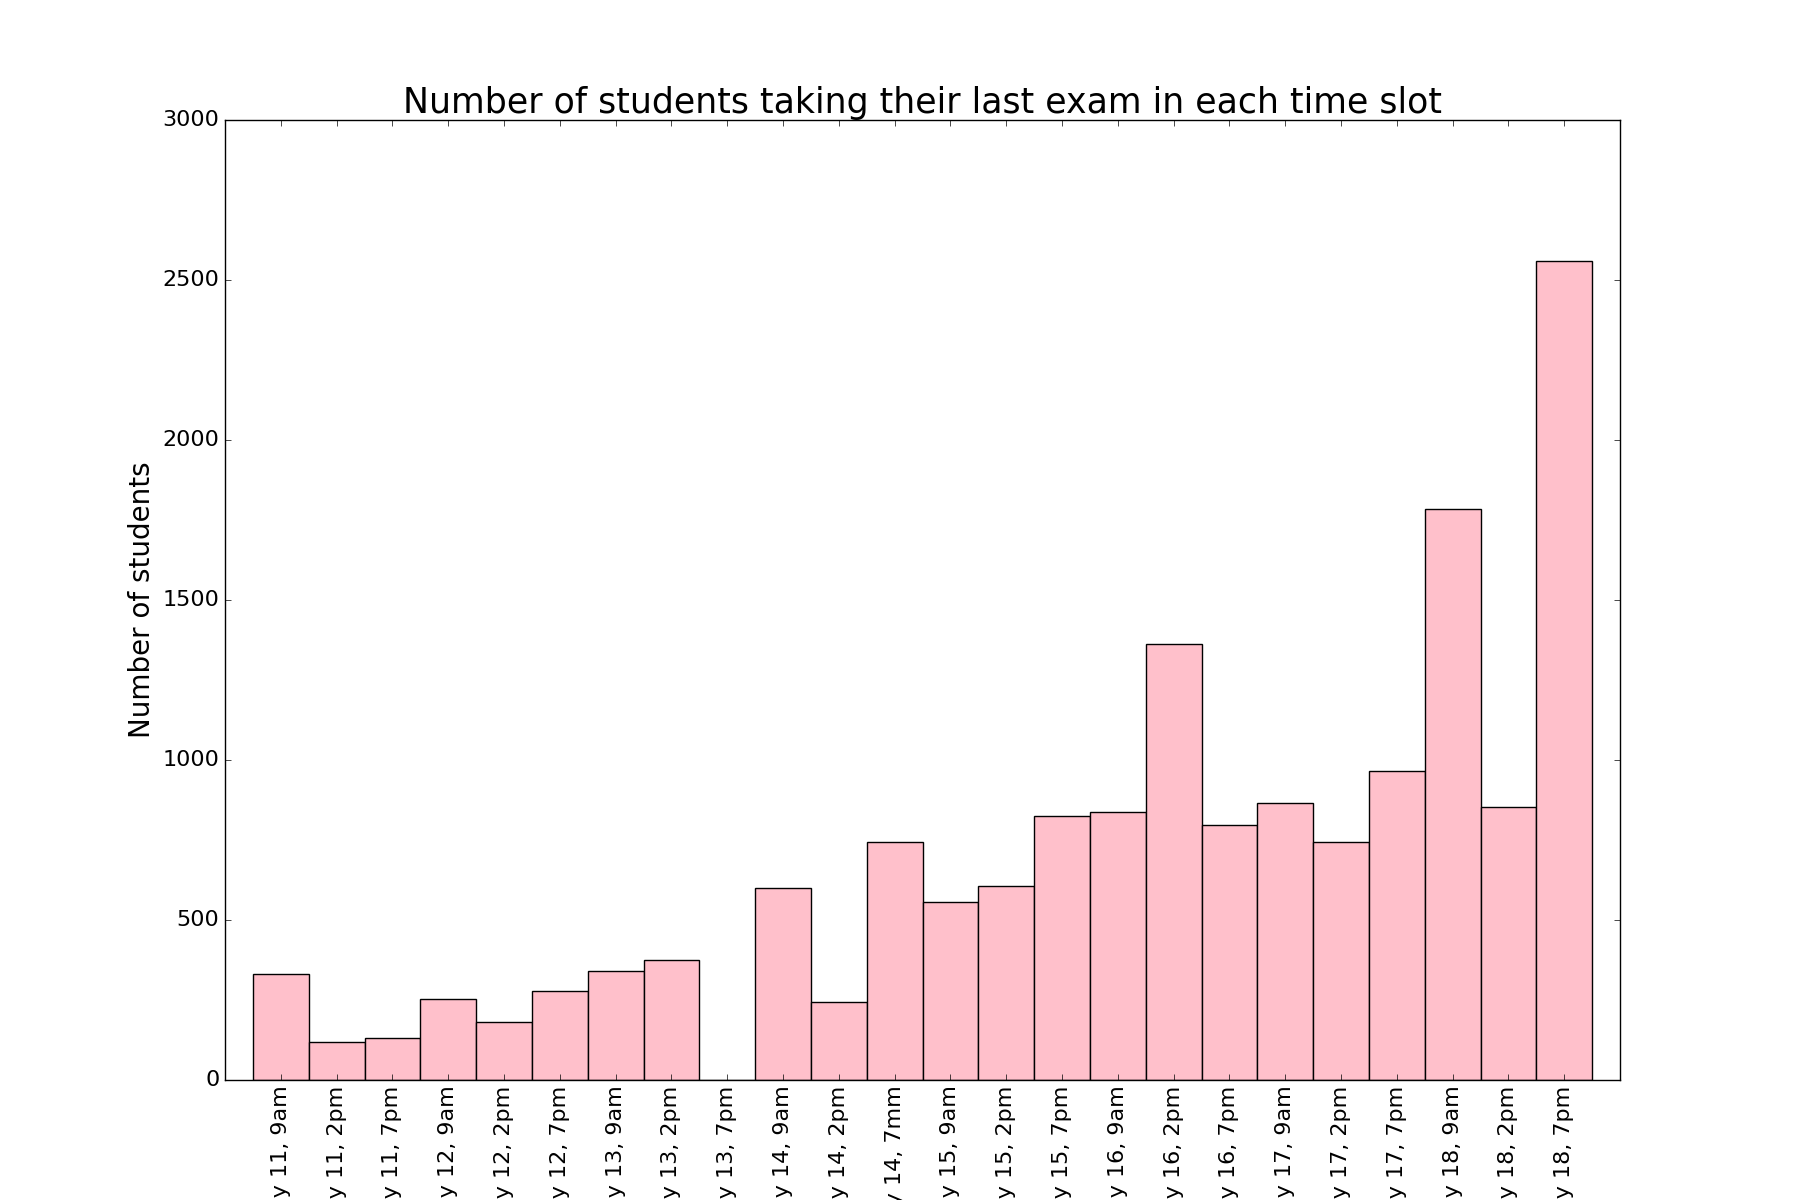 Number of students taking their last exam in each time slot
Number of students
3000
2500
2000
1500
1000
500
0
y 11, 9am
y 11, 2pm
y 11, 7pm
y 12, 9am
y 12, 2pm
y 12, 7pm
y 13, 9am
y 13, 2pm
y 13, 7pm
y 14, 9am
y 14, 2pm
y 14, 7mm
y 15, 9am
y 15, 2pm
y 15, 7pm
y 16, 9am
y 16, 2pm
y 16, 7pm
y 17, 9am
y 17, 2pm
y 17, 7pm
y 18, 9am
y 18, 2pm
y 18, 7pm